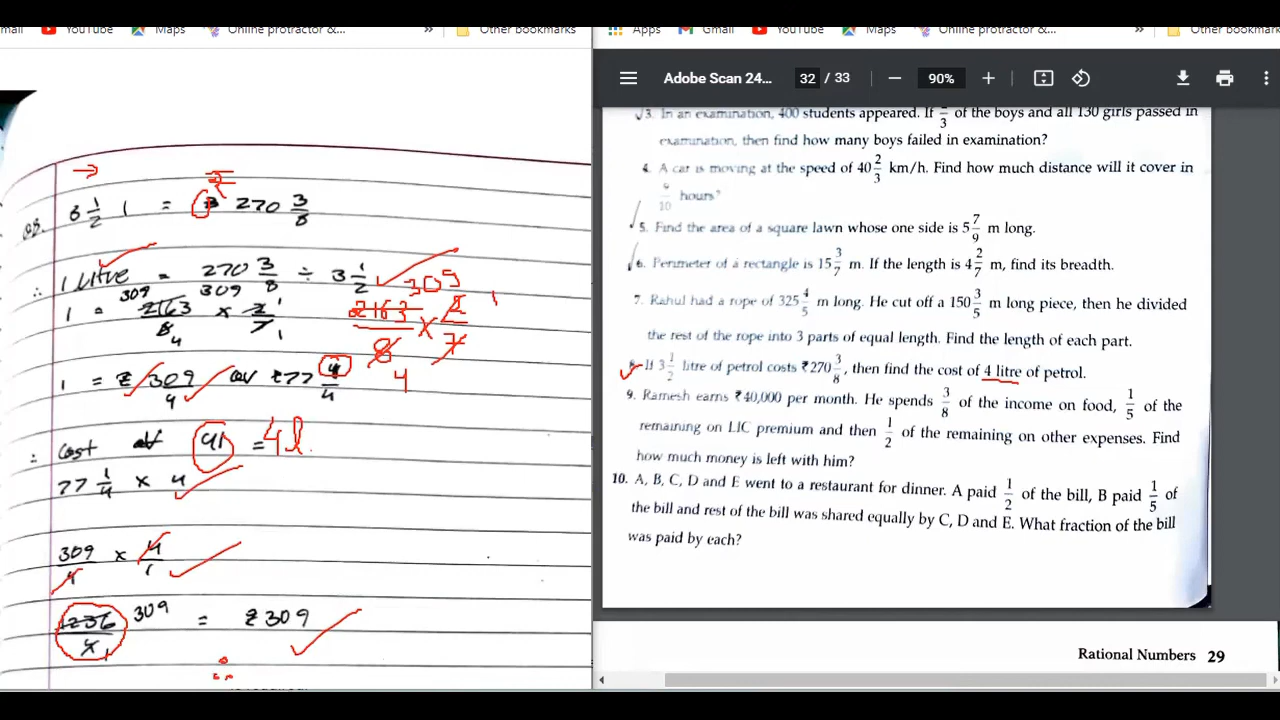 YouTube Maps Online protractor &... » Other bookmarks
→
Q8. 3 1/2 l = 270 3/8
∴ 1 Litre = 270 3/8 ÷ 3 1/2
309 309 305
1 = 2163/8 4 × 2/7 1 1 2163/8 × 2/7 1
4
1 = ₹ 309/4 or ₹77 1/4
∴ Cost of 4l = 4l.
77 1/4 × 4
309/4 × 4/1
1236/4 1 309 = ₹309
∴
Apps Gmail YouTube Maps Online protractor &... » Other bookmarks
Adobe Scan 24... 32 / 33 90%
3. In an examination, 400 students appeared. If /3 of the boys and all 130 girls passed in
examination, then find how many boys failed in examination?
4. A car is moving at the speed of 40 2/3 km/h. Find how much distance will it cover in
9/10 hours?
5. Find the area of a square lawn whose one side is 5 7/9 m long.
6. Perimeter of a rectangle is 15 3/7 m. If the length is 4 2/7 m, find its breadth.
7. Rahul had a rope of 325 4/5 m long. He cut off a 150 3/5 m long piece, then he divided
the rest of the rope into 3 parts of equal length. Find the length of each part.
8. If 3 1/2 litre of petrol costs ₹270 3/8, then find the cost of 4 litre of petrol.
9. Ramesh earns ₹40,000 per month. He spends 3/8 of the income on food, 1/5 of the
remaining on LIC premium and then 1/2 of the remaining on other expenses. Find
how much money is left with him?
10. A, B, C, D and E went to a restaurant for dinner. A paid 1/2 of the bill, B paid 1/5 of
the bill and rest of the bill was shared equally by C, D and E. What fraction of the bill
was paid by each?
Rational Numbers 29